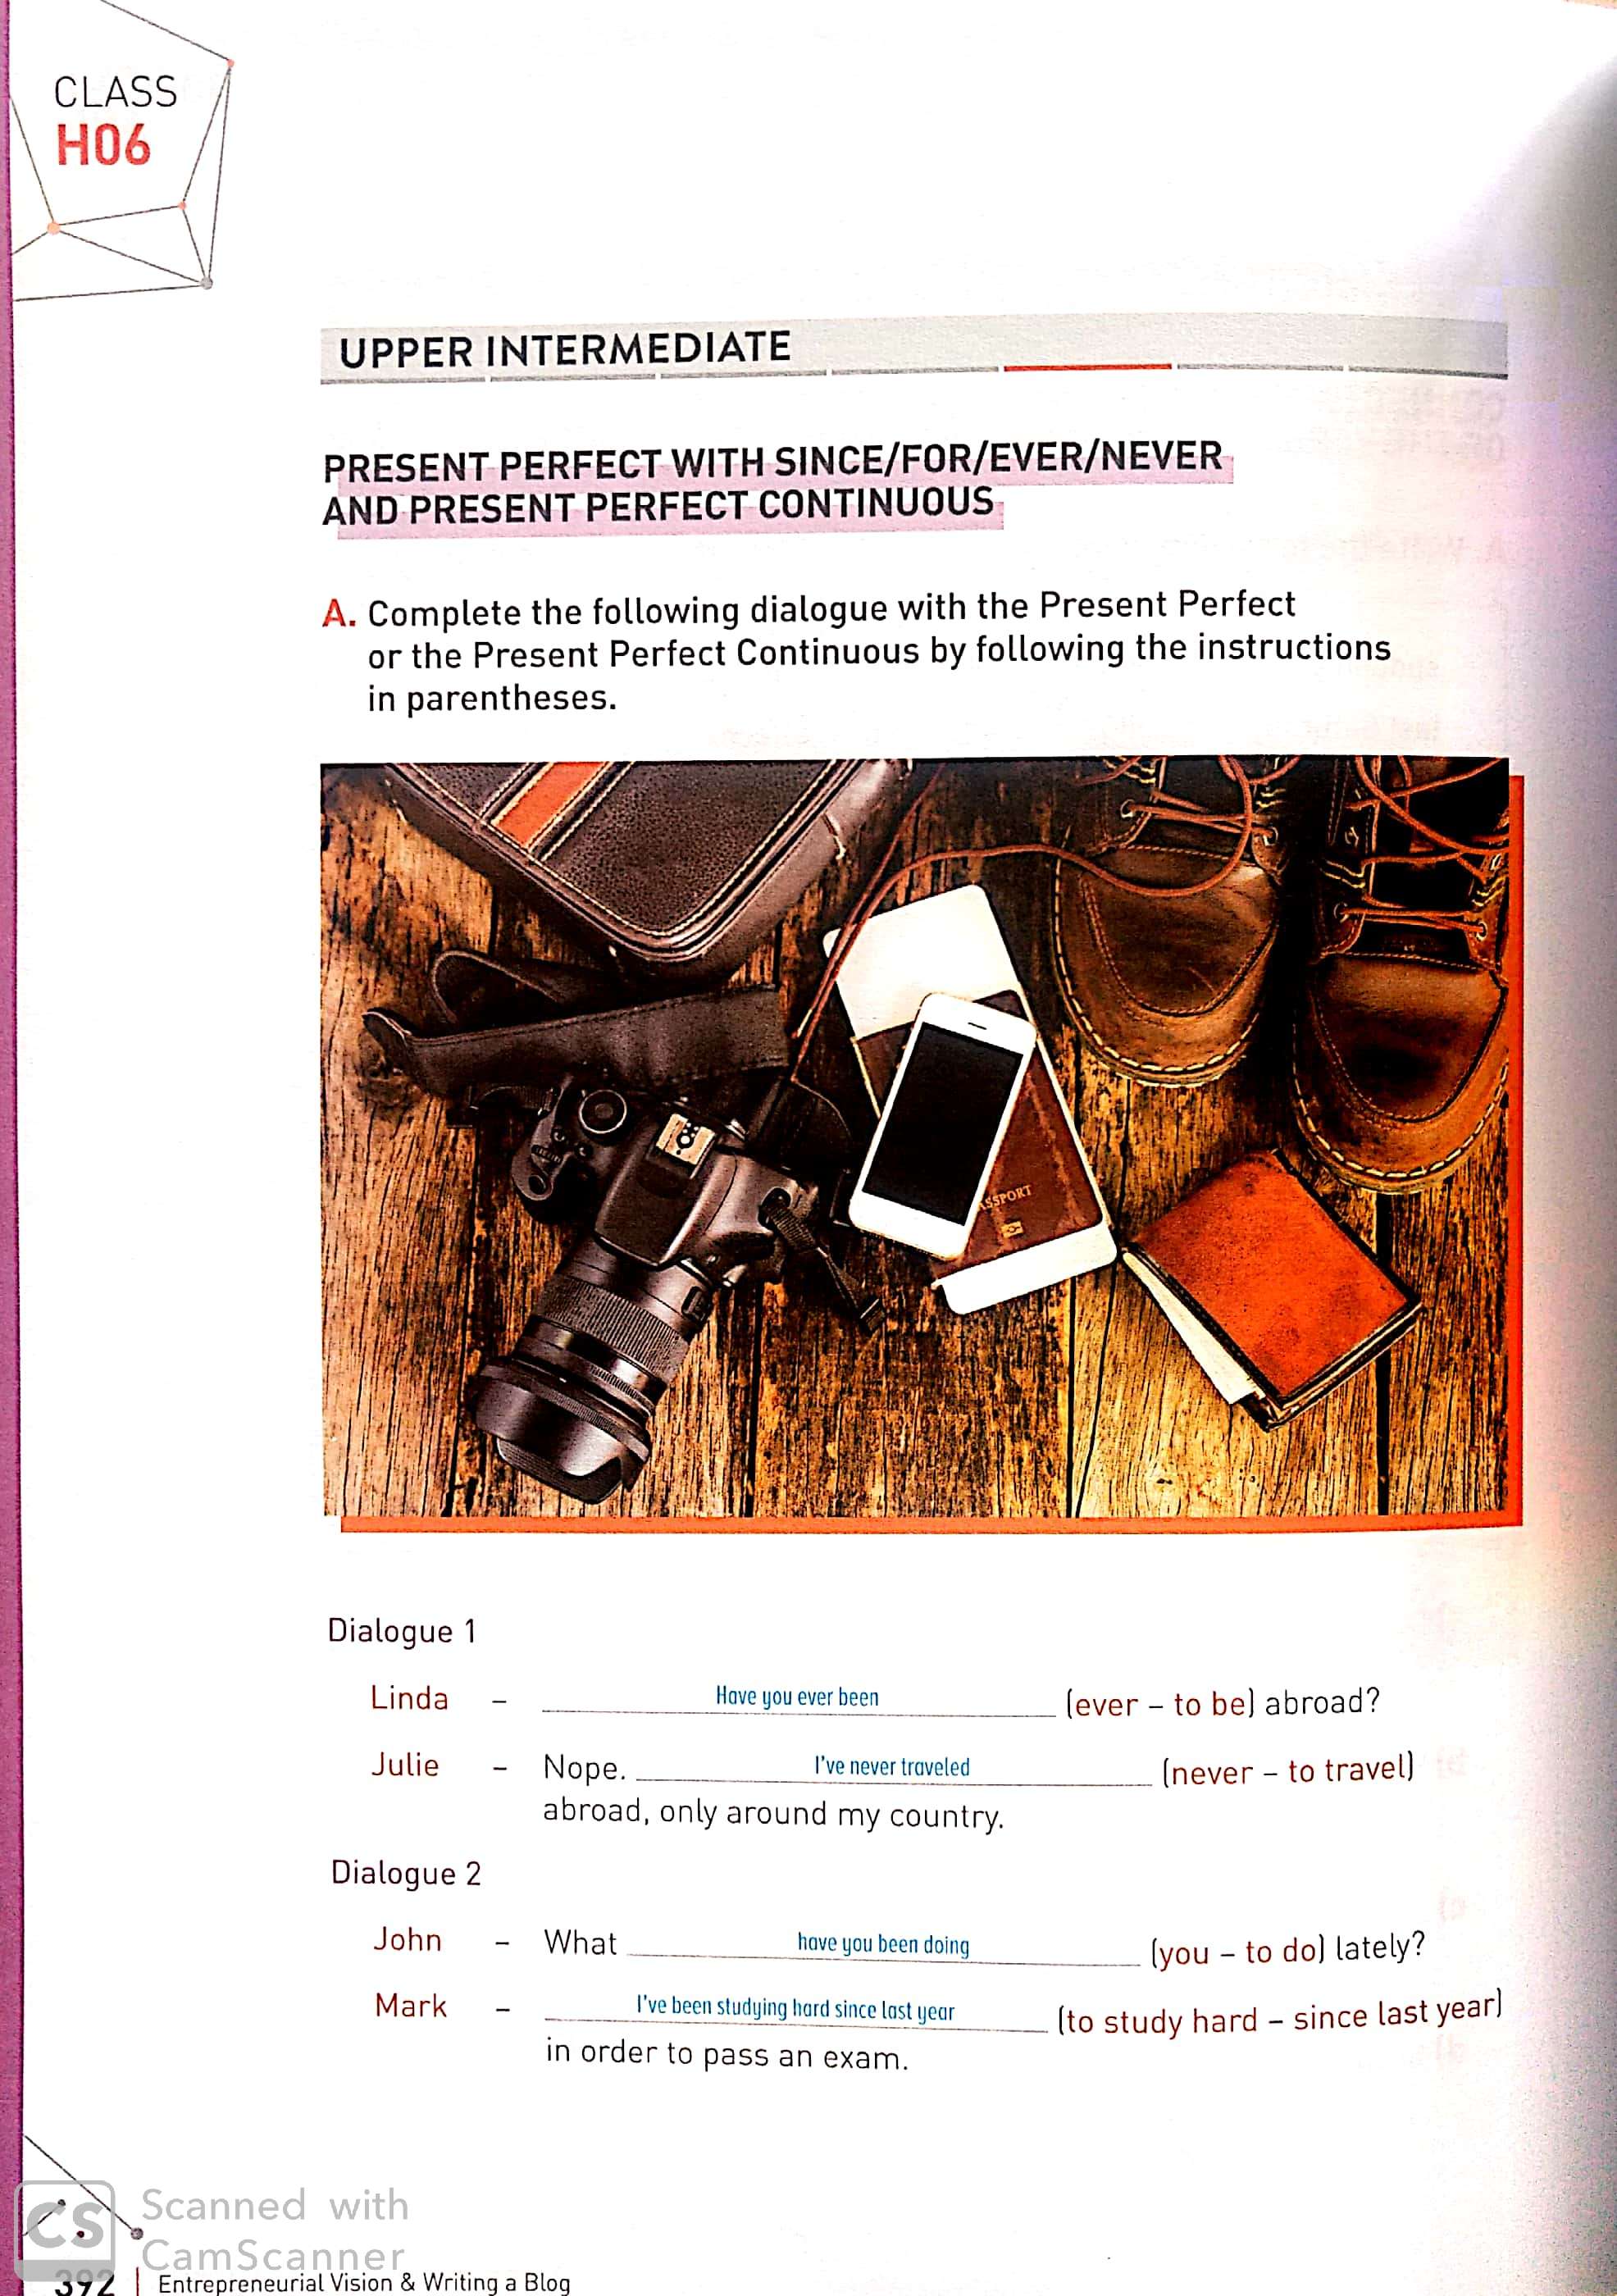 CLASS
H06
UPPER INTERMEDIATE
PRESENT PERFECT WITH SINCE/FOR/EVER/NEVER
AND PRESENT PERFECT CONTINUOUS
A. Complete the following dialogue with the Present Perfect
or the Present Perfect Continuous by following the instructions
in parentheses.
ASSPORT
Dialogue 1
Linda - Have you ever been (ever – to be) abroad?
Julie - Nope. I've never traveled (never – to travel)
abroad, only around my country.
Dialogue 2
John - What have you been doing (you – to do) lately?
Mark - I've been studying hard since last year (to study hard – since last year)
in order to pass an exam.
CS Scanned with
CamScanner
392 | Entrepreneurial Vision & Writing a Blog